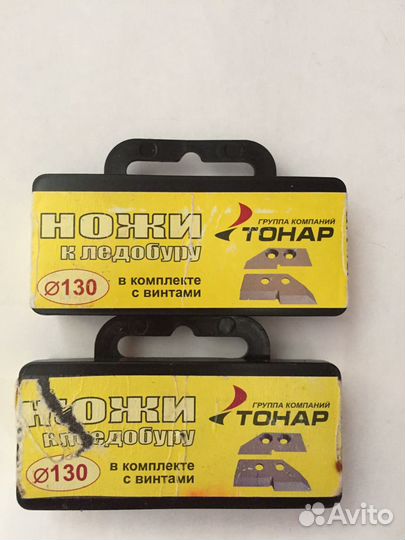 НОЖИ
к ледобуру
ГРУППА КОМПАНИЙ
ТОНАР
⌀130
в комплекте
с винтами
НОЖИ
к ледобуру
ГРУППА КОМПАНИЙ
ТОНАР
⌀130
в комплекте
с винтами
Avito